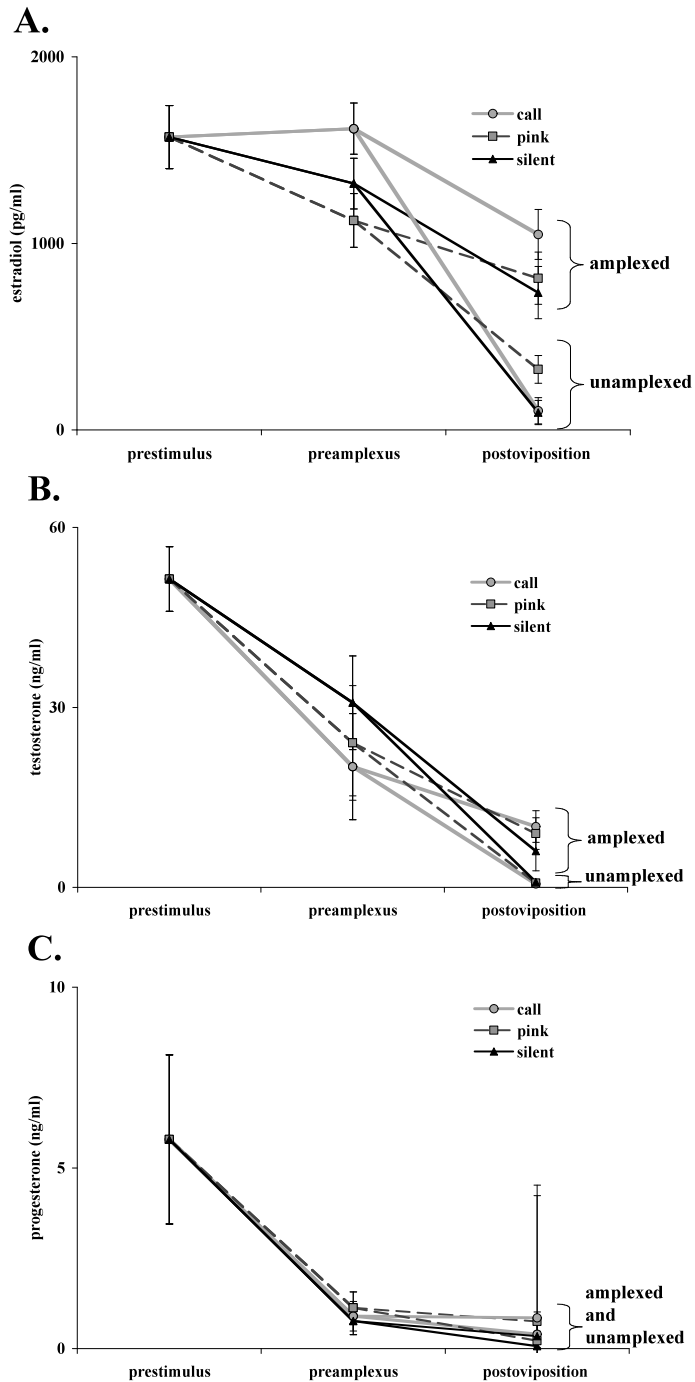 A.
2000
call
pink
silent
1000
estradiol (pg/ml)
amplexed
unamplexed
0
prestimulus preamplexus postoviposition
B.
60
call
pink
silent
30
testosterone (ng/ml)
amplexed
unamplexed
0
prestimulus preamplexus postoviposition
C.
10
call
pink
silent
5
progesterone (ng/ml)
amplexed
and
unamplexed
0
prestimulus preamplexus postoviposition